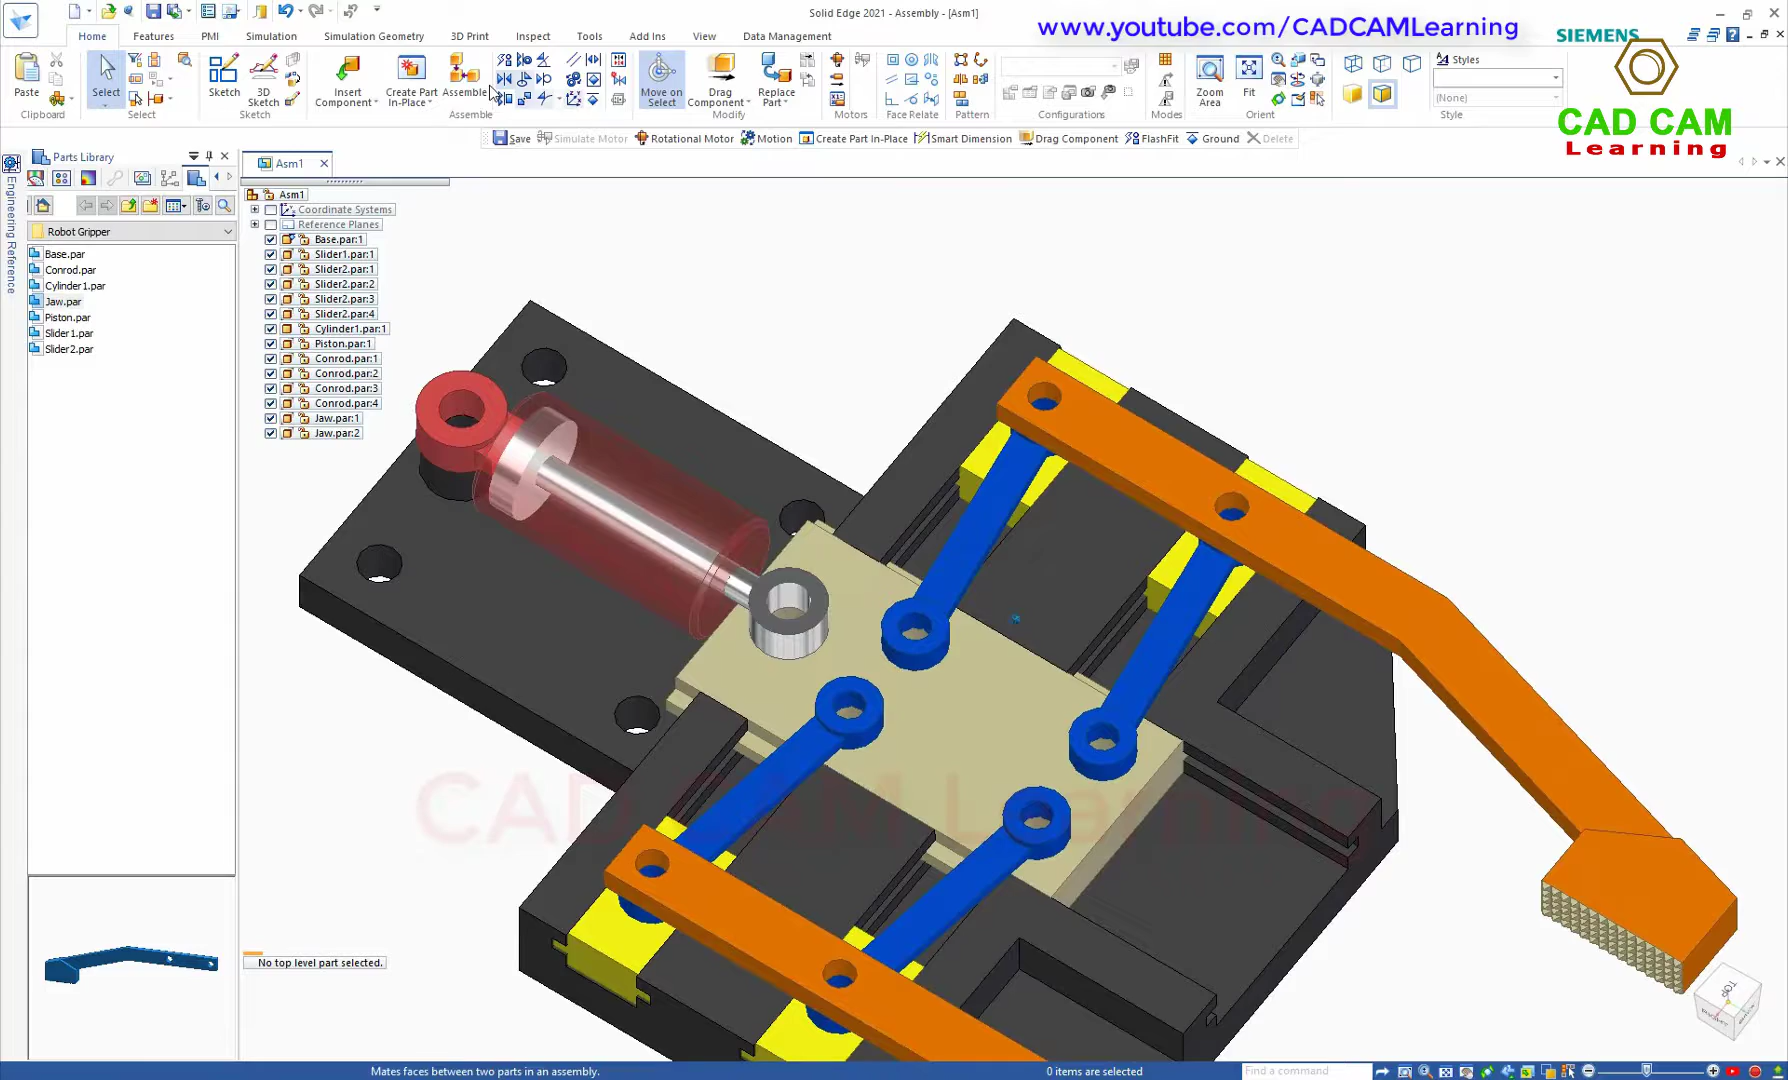 Solid Edge 2021 - Assembly - [Asm1]
www.youtube.com/CADCAMLearning
SIEMENS
Home
Features
PMI
Simulation
Simulation Geometry
3D Print
Inspect
Tools
Add Ins
View
Data Management
Paste
Clipboard
Select
Select
Sketch
3D Sketch
Sketch
Insert Component
Create Part In-Place
Assemble
Assemble
Move on Select
Drag Component
Replace Part
Modify
Motors
Face Relate
Pattern
Configurations
Modes
Zoom Area
Fit
Orient
Styles
(None)
Style
CAD CAM
Learning
Save
Simulate Motor
Rotational Motor
Motion
Create Part In-Place
Smart Dimension
Drag Component
FlashFit
Ground
Delete
Engineering Reference
Parts Library
Robot Gripper
Base.par
Conrod.par
Cylinder1.par
Jaw.par
Piston.par
Slider1.par
Slider2.par
Asm1
Asm1
Coordinate Systems
Reference Planes
Base.par:1
Slider1.par:1
Slider2.par:1
Slider2.par:2
Slider2.par:3
Slider2.par:4
Cylinder1.par:1
Piston.par:1
Conrod.par:1
Conrod.par:2
Conrod.par:3
Conrod.par:4
Jaw.par:1
Jaw.par:2
CAD CAM Learning
No top level part selected.
TOP
RIGHT
Mates faces between two parts in an assembly.
0 items are selected
Find a command